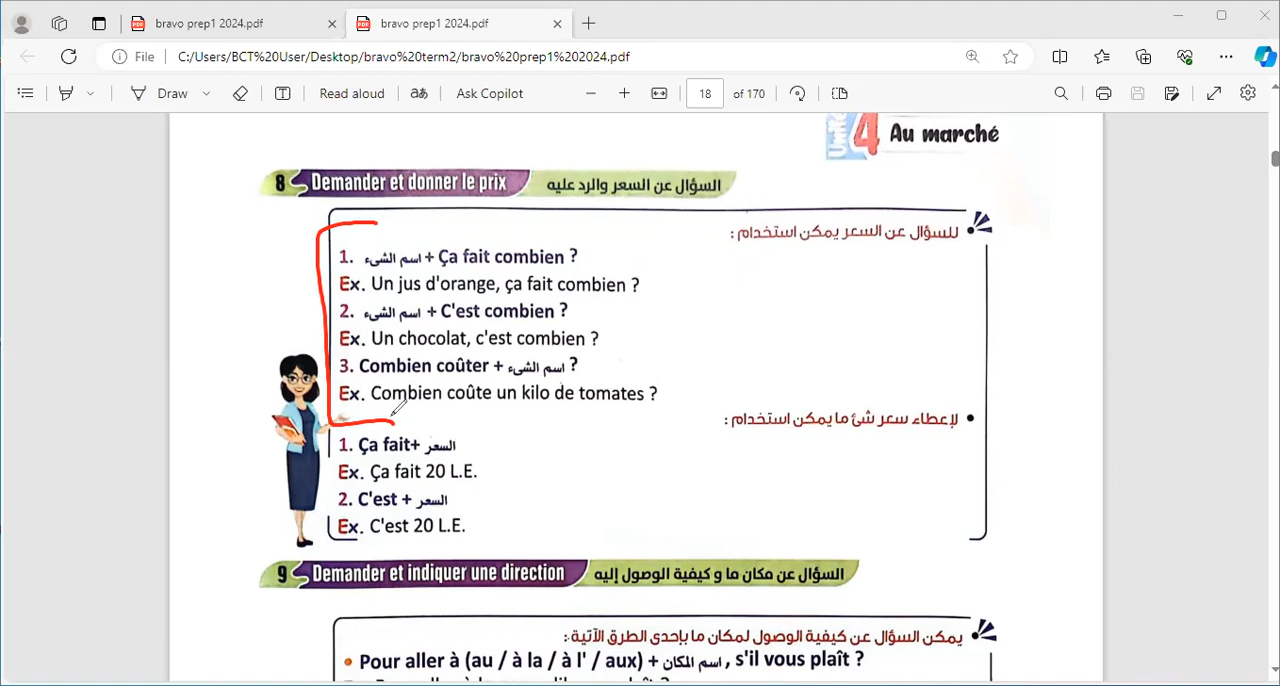 bravo prep1 2024.pdf
bravo prep1 2024.pdf
File
C:/Users/BCT%20User/Desktop/bravo%20term2/bravo%20prep1%202024.pdf
Draw
Read aloud
Ask Copilot
18
of 170
4 Au marché
8 Demander et donner le prix السؤال عن السعر والرد عليه
للسؤال عن السعر يمكن استخدام :
1. اسم الشىء + Ça fait combien ?
Ex. Un jus d'orange, ça fait combien ?
2. اسم الشىء + C'est combien ?
Ex. Un chocolat, c'est combien ?
3. Combien coûter + اسم الشىء ?
Ex. Combien coûte un kilo de tomates ?
لإعطاء سعر شئ ما يمكن استخدام :
1. Ça fait+ السعر
Ex. Ça fait 20 L.E.
2. C'est + السعر
Ex. C'est 20 L.E.
9 Demander et indiquer une direction السؤال عن مكان ما و كيفية الوصول إليه
يمكن السؤال عن كيفية الوصول لمكان ما بإحدى الطرق الآتية:
• Pour aller à (au / à la / à l' / aux) + اسم المكان , s'il vous plaît ?